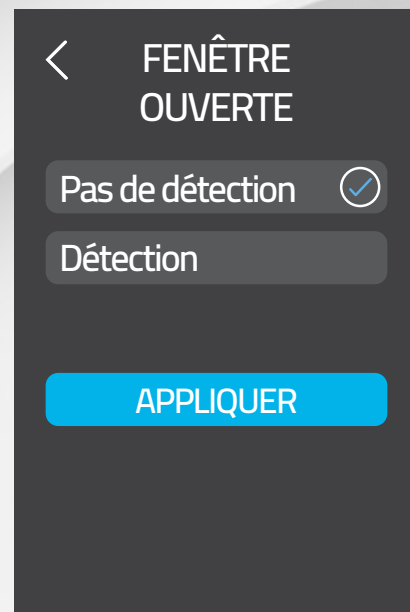 FENÊTRE
OUVERTE
Pas de détection
Détection
APPLIQUER